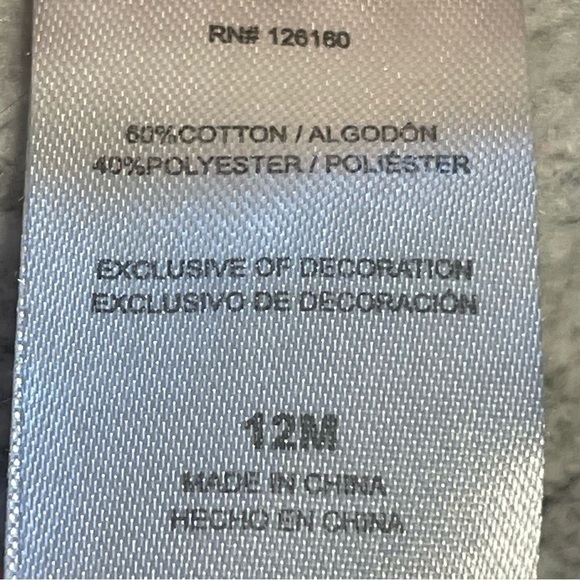 RN# 126160
60%COTTON / ALGODÓN
40%POLYESTER / POLIÉSTER
EXCLUSIVE OF DECORATION
EXCLUSIVO DE DECORACIÓN
12M
MADE IN CHINA
HECHO EN CHINA